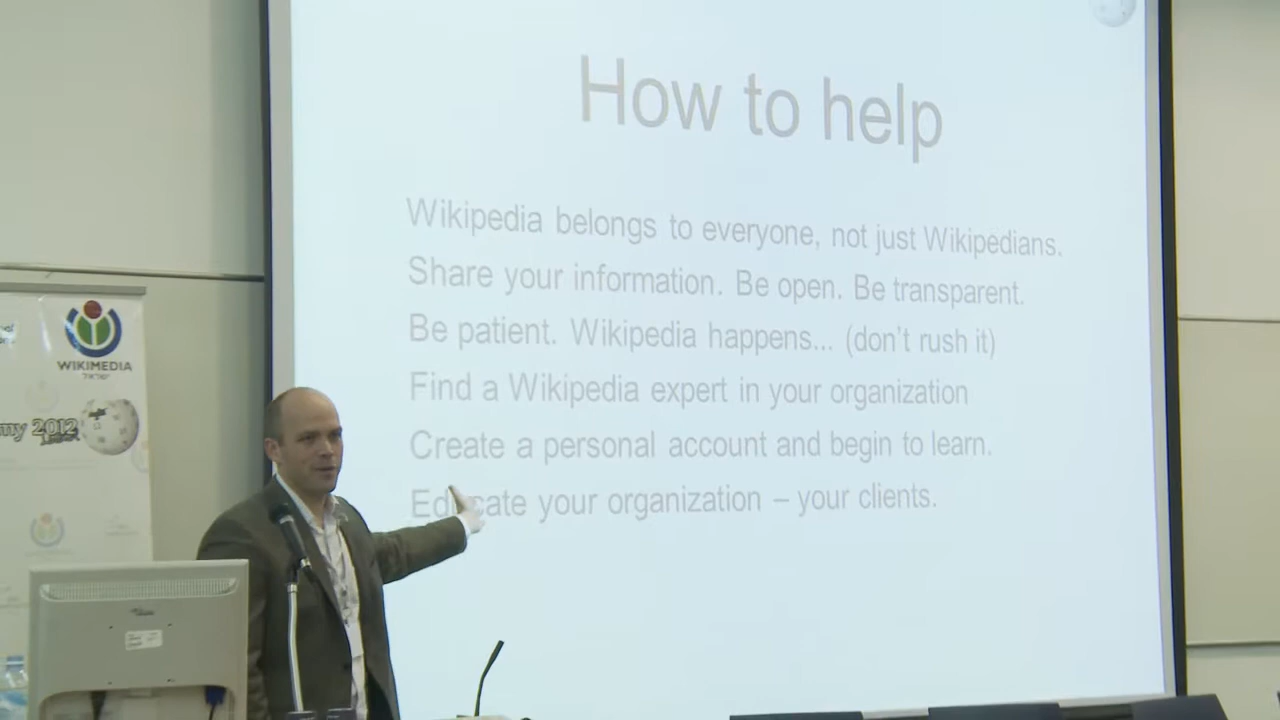 How to help
Wikipedia belongs to everyone, not just Wikipedians.
Share your information. Be open. Be transparent.
Be patient. Wikipedia happens... (don't rush it)
Find a Wikipedia expert in your organization
Create a personal account and begin to learn.
Educate your organization – your clients.
WIKIMEDIA
ישראל
my 2012